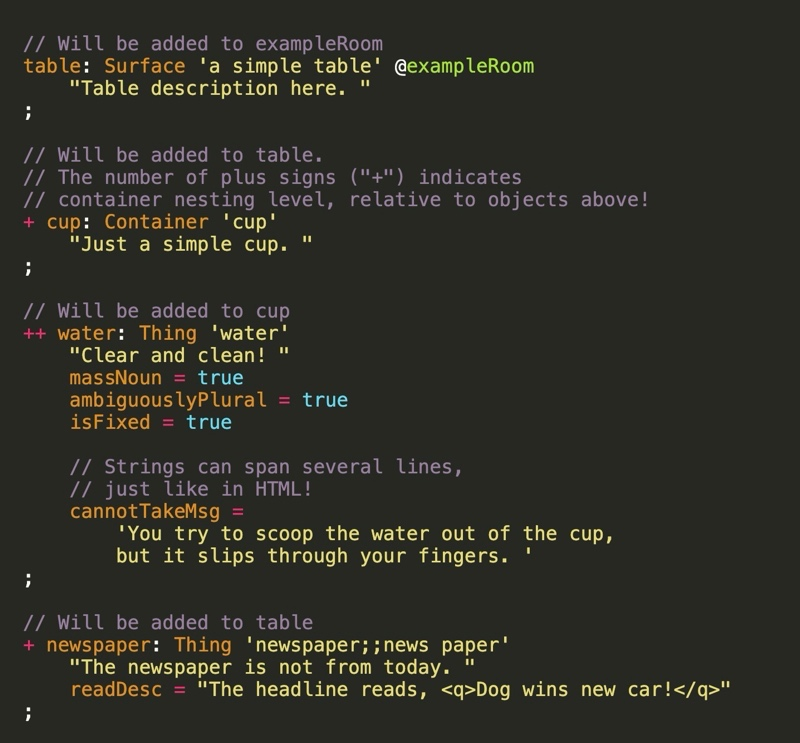 // Will be added to exampleRoom
table: Surface 'a simple table' @exampleRoom
    "Table description here. "
;

// Will be added to table.
// The number of plus signs ("+") indicates
// container nesting level, relative to objects above!
+ cup: Container 'cup'
    "Just a simple cup. "
;

// Will be added to cup
++ water: Thing 'water'
    "Clear and clean! "
    massNoun = true
    ambiguouslyPlural = true
    isFixed = true

    // Strings can span several lines,
    // just like in HTML!
    cannotTakeMsg =
        'You try to scoop the water out of the cup,
        but it slips through your fingers. '
;

// Will be added to table
+ newspaper: Thing 'newspaper;;news paper'
    "The newspaper is not from today. "
    readDesc = "The headline reads, <q>Dog wins new car!</q>"
;